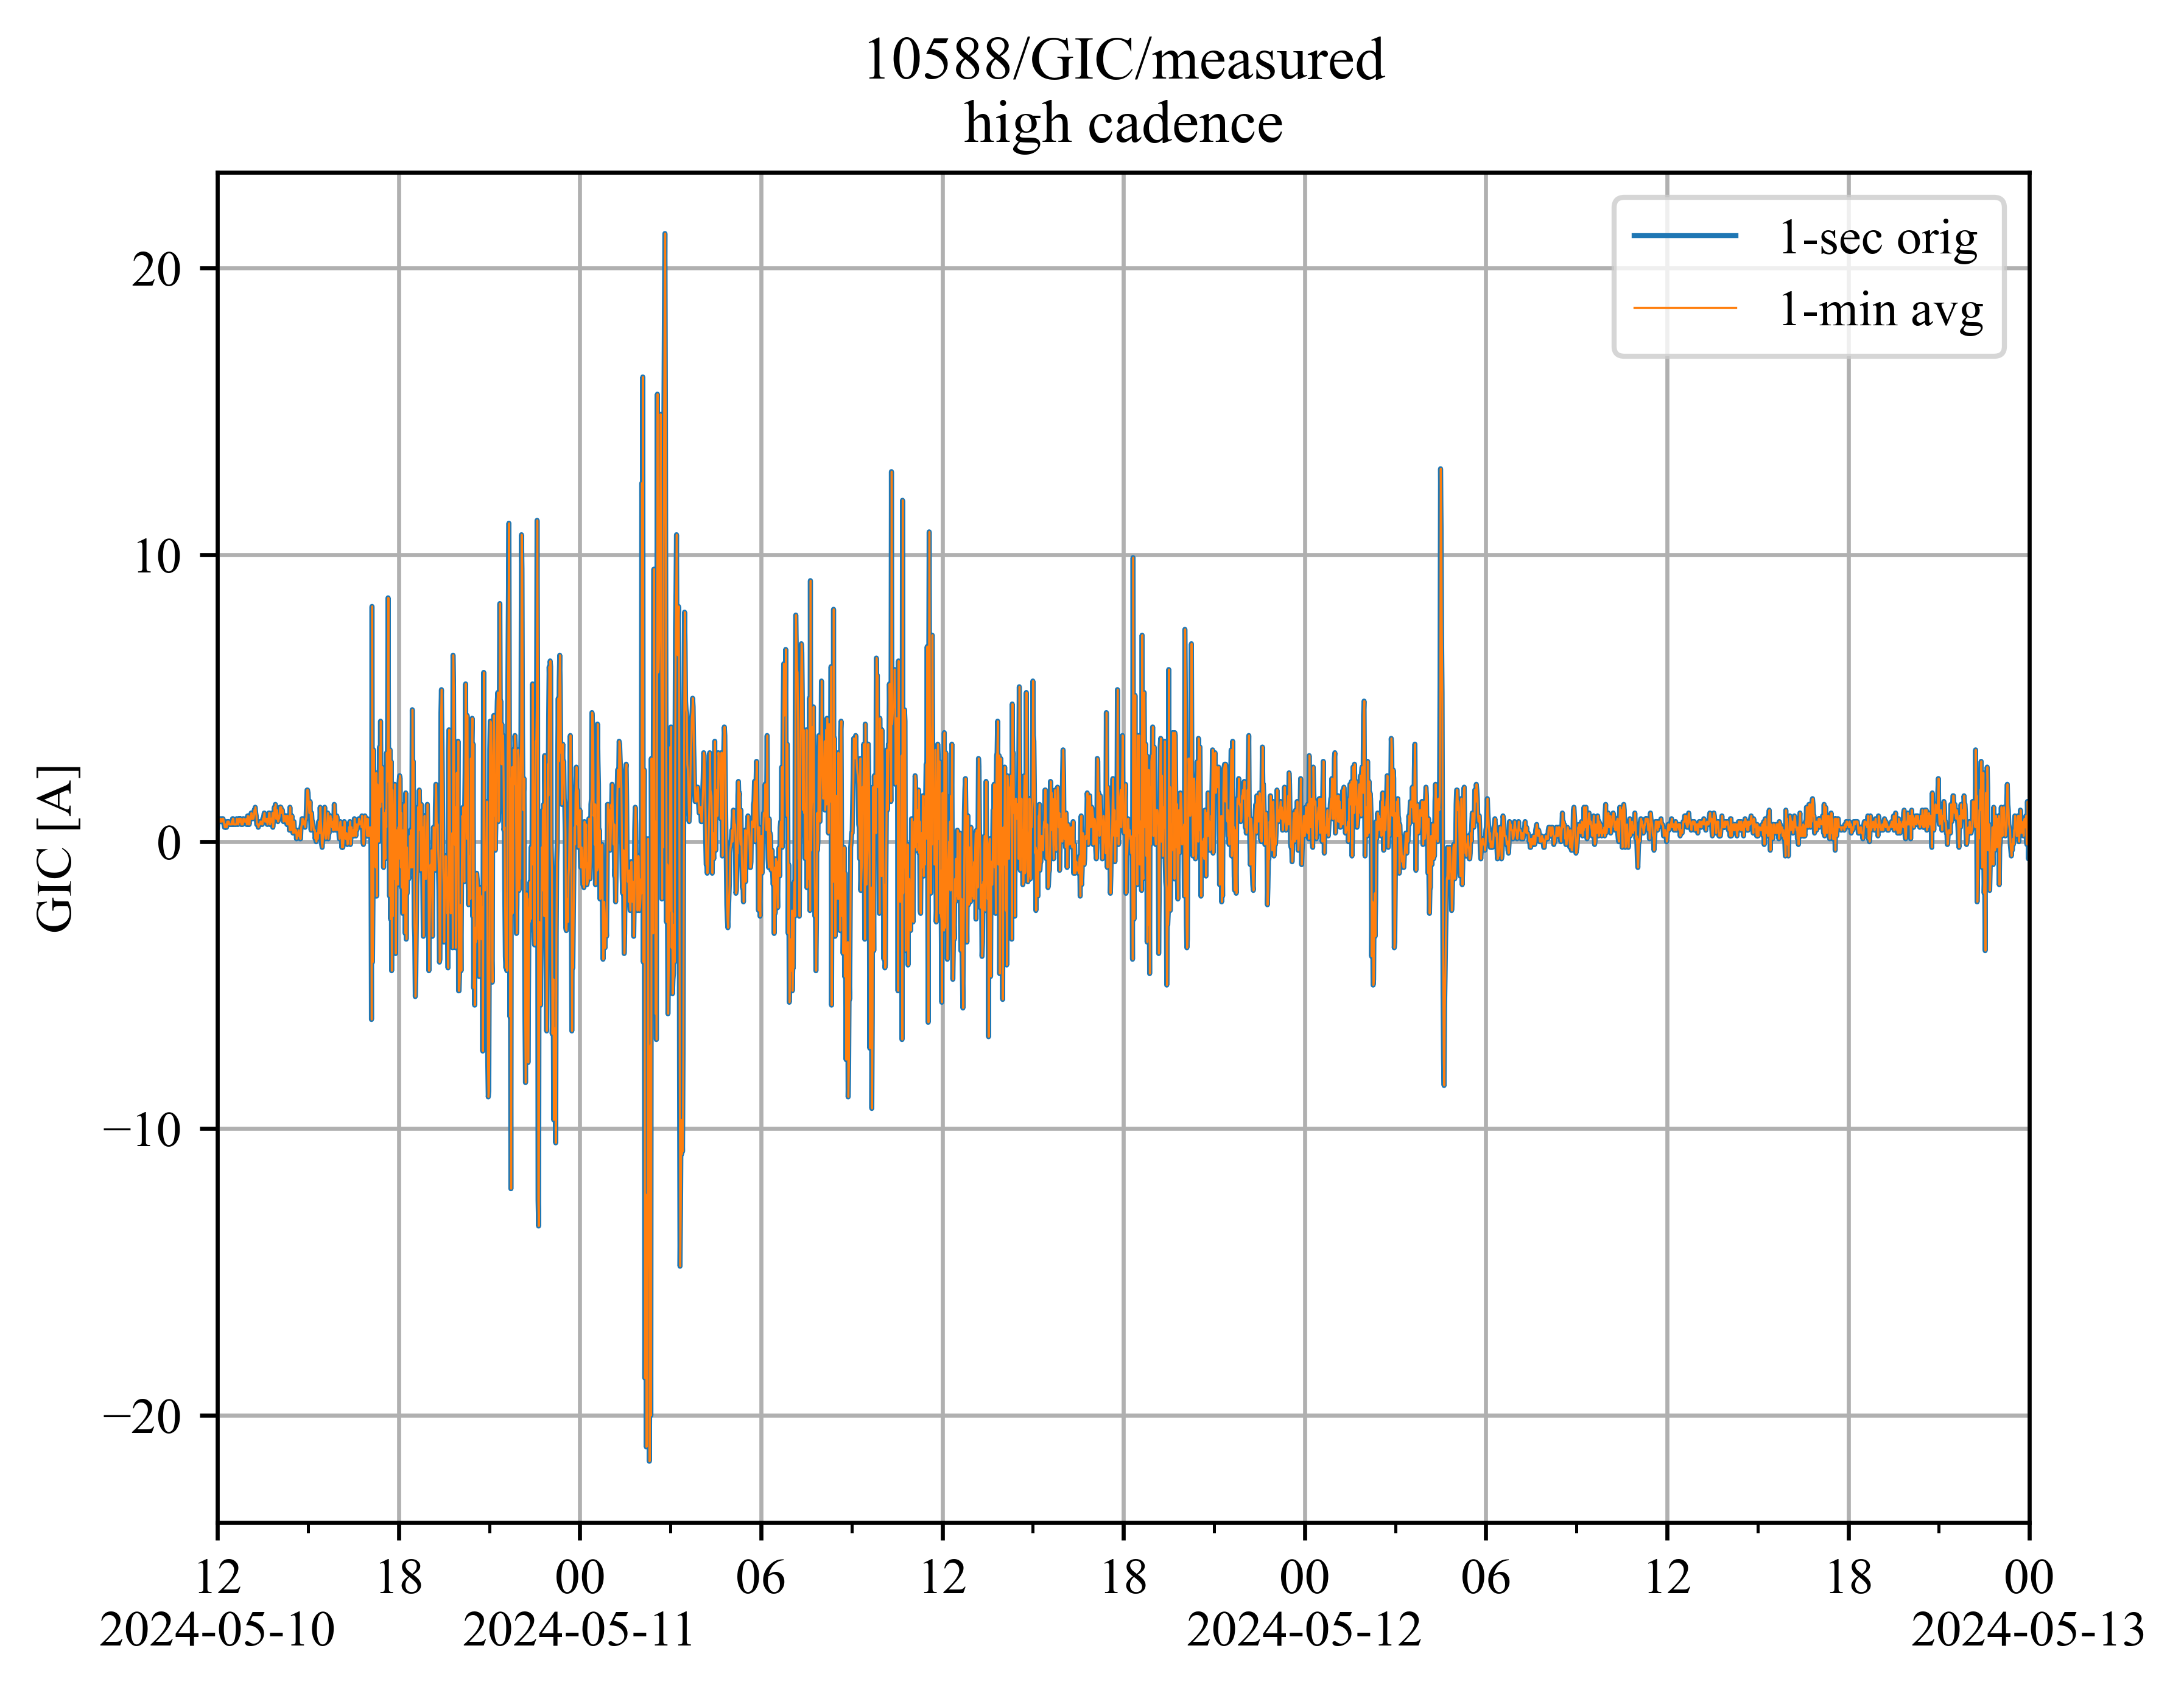 10588/GIC/measured
high cadence
1-sec orig
1-min avg
GIC [A]
20
10
0
−10
−20
12 18 00 06 12 18 00 06 12 18 00
2024-05-10 2024-05-11 2024-05-12 2024-05-13